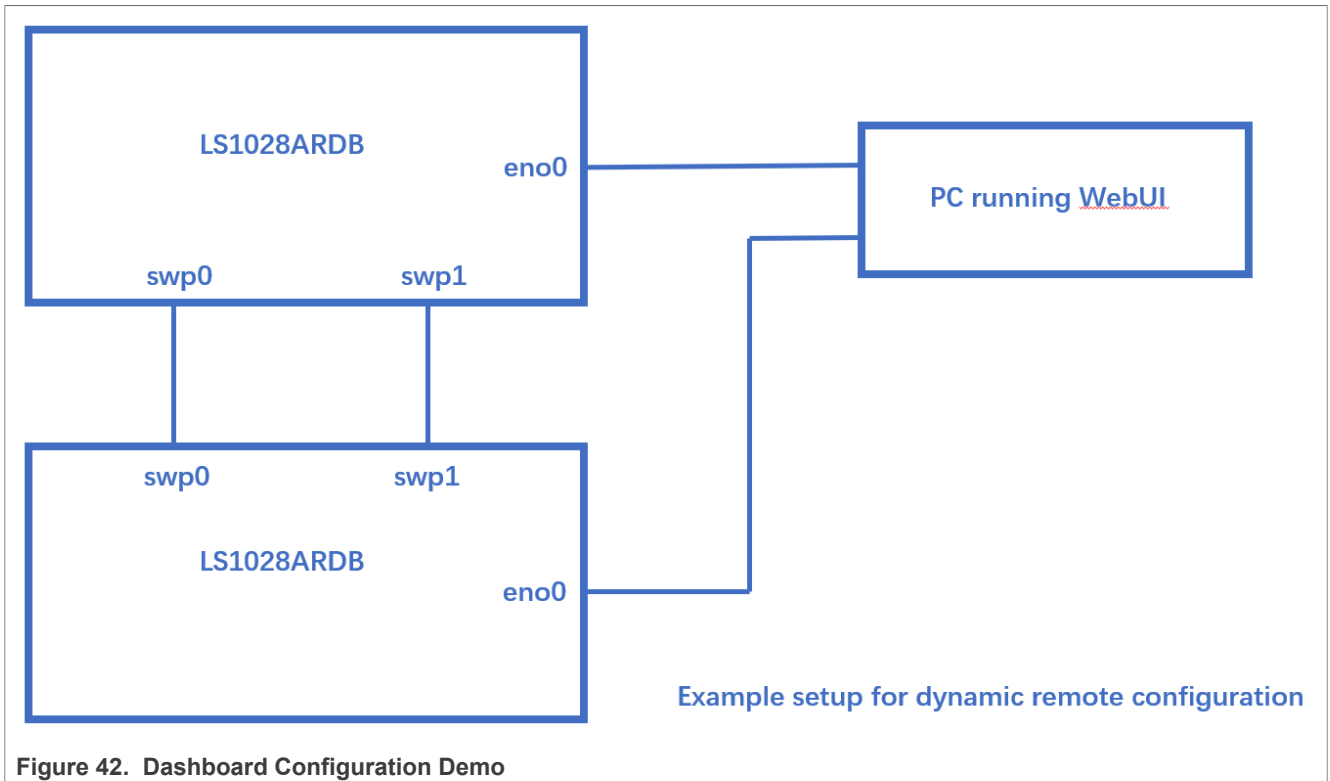 LS1028ARDB
eno0
PC running WebUI
swp0
swp1
swp0
swp1
LS1028ARDB
eno0
Example setup for dynamic remote configuration
Figure 42. Dashboard Configuration Demo